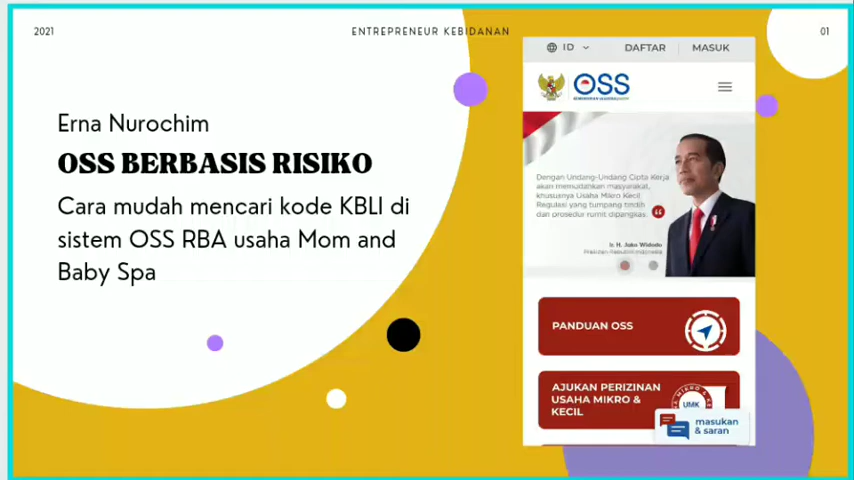 2021
ENTREPRENEUR KEBIDANAN
01
Erna Nurochim
OSS BERBASIS RISIKO
Cara mudah mencari kode KBLI di
sistem OSS RBA usaha Mom and
Baby Spa
ID
DAFTAR
MASUK
OSS
Dengan Undang-Undang Cipta Kerja
akan memudahkan masyarakat,
khususnya Usaha Mikro Kecil
Regulasi yang tumpang tindih
dan prosedur rumit dipangkas.
Ir. H. Joko Widodo
Presiden Republik Indonesia
PANDUAN OSS
AJUKAN PERIZINAN
USAHA MIKRO &
KECIL
UMK
masukan
& saran